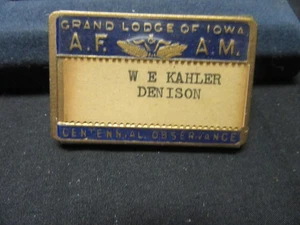 GRAND LODGE OF IOWA
A.F. A.M.
W E KAHLER
DENISON
CENTENNIAL OBSERVANCE